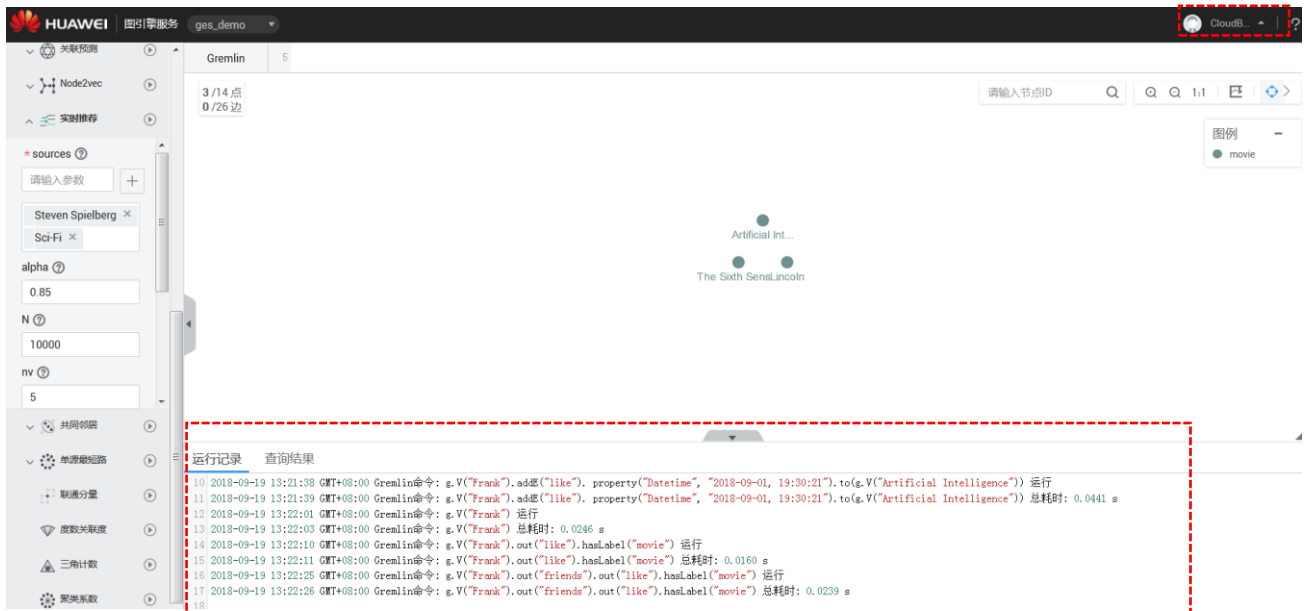 HUAWEI 图引擎服务 ges_demo CloudB... ?
关联预测
Node2vec
实时推荐
* sources
请输入参数
Steven Spielberg ×
Sci-Fi ×
alpha
0.85
N
10000
nv
5
共同邻居
单源最短路
联通分量
度数关联度
三角计数
聚类系数
Gremlin 5
3/14 点
0/26 边
请输入节点ID 1:1
图例
movie
Artificial Int...
The Sixth SensLincoln
运行记录 查询结果
10 2018-09-19 13:21:38 GMT+08:00 Gremlin命令: g.V("Frank").addE("like"). property("Datetime", "2018-09-01, 19:30:21").to(g.V("Artificial Intelligence")) 运行
11 2018-09-19 13:21:39 GMT+08:00 Gremlin命令: g.V("Frank").addE("like"). property("Datetime", "2018-09-01, 19:30:21").to(g.V("Artificial Intelligence")) 总耗时: 0.0441 s
12 2018-09-19 13:22:01 GMT+08:00 Gremlin命令: g.V("Frank") 运行
13 2018-09-19 13:22:03 GMT+08:00 Gremlin命令: g.V("Frank") 总耗时: 0.0246 s
14 2018-09-19 13:22:10 GMT+08:00 Gremlin命令: g.V("Frank").out("like").hasLabel("movie") 运行
15 2018-09-19 13:22:11 GMT+08:00 Gremlin命令: g.V("Frank").out("like").hasLabel("movie") 总耗时: 0.0160 s
16 2018-09-19 13:22:25 GMT+08:00 Gremlin命令: g.V("Frank").out("friends").out("like").hasLabel("movie") 运行
17 2018-09-19 13:22:26 GMT+08:00 Gremlin命令: g.V("Frank").out("friends").out("like").hasLabel("movie") 总耗时: 0.0239 s
18